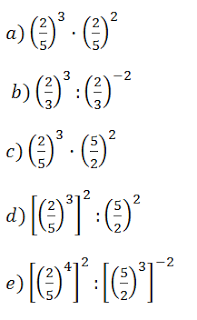 a) (2/5)³ · (2/5)²
b) (2/3)³ : (2/3)⁻²
c) (2/5)³ · (5/2)²
d) [(2/5)³]² : (5/2)²
e) [(2/5)⁴]² : [(5/2)³]⁻²